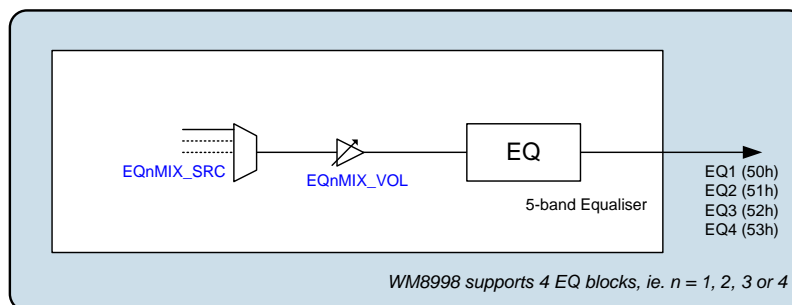 EQnMIX_SRC
EQnMIX_VOL
EQ
5-band Equaliser
EQ1 (50h)
EQ2 (51h)
EQ3 (52h)
EQ4 (53h)
WM8998 supports 4 EQ blocks, ie. n = 1, 2, 3 or 4